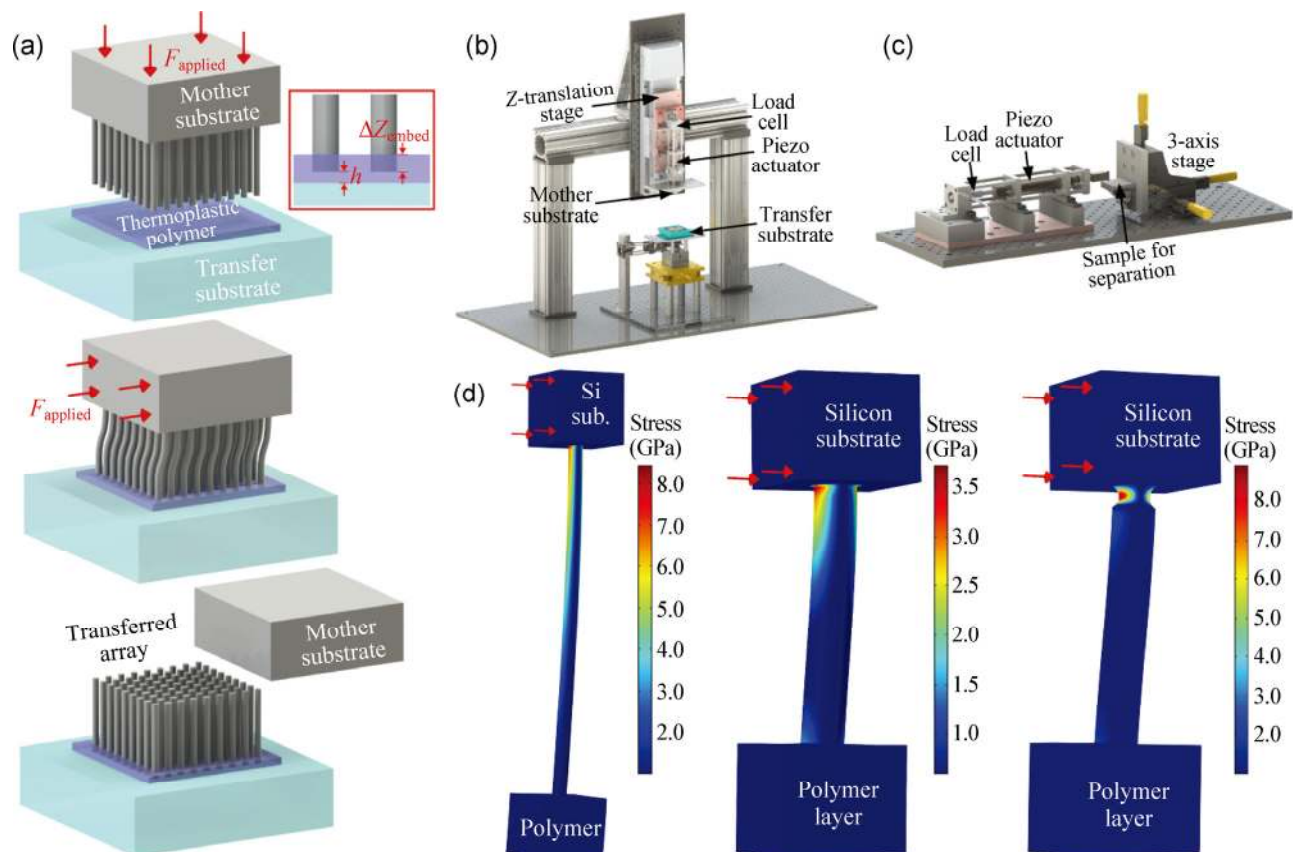 (a)
F applied
Mother
substrate
ΔZembed
h
Thermoplastic
polymer
Transfer
substrate
F applied
Transferred
array
Mother
substrate
(b)
Z-translation
stage
Load
cell
Piezo
actuator
Mother
substrate
Transfer
substrate
(c)
Load
cell
Piezo
actuator
3-axis
stage
Sample for
separation
(d)
Si
sub.
Polymer
Stress
(GPa)
8.0
7.0
6.0
5.0
4.0
3.0
2.0
Silicon
substrate
Polymer
layer
Stress
(GPa)
3.5
3.0
2.5
2.0
1.5
1.0
Silicon
substrate
Polymer
layer
Stress
(GPa)
8.0
7.0
6.0
5.0
4.0
3.0
2.0